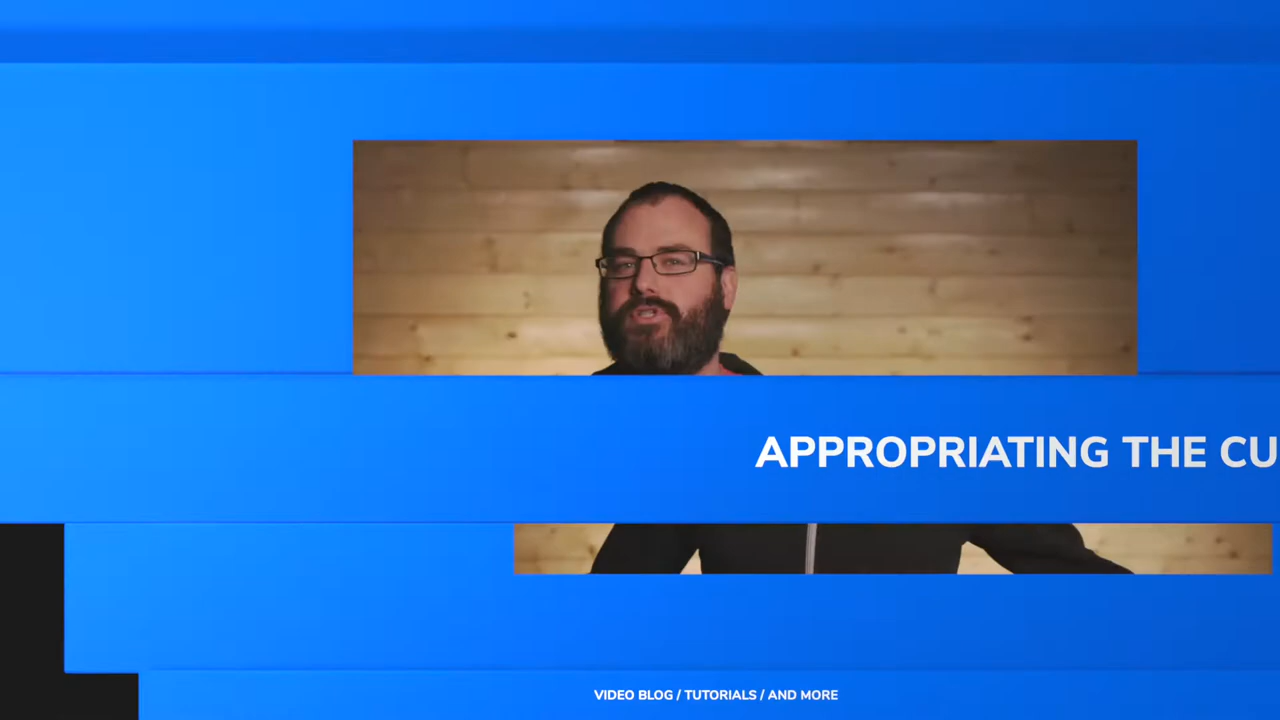 APPROPRIATING THE CU
VIDEO BLOG / TUTORIALS / AND MORE